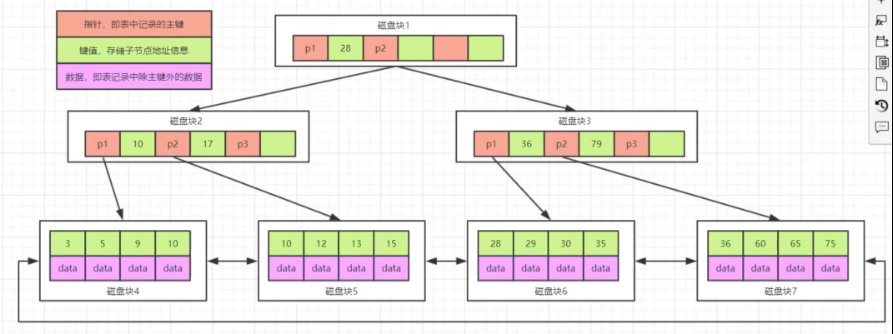 指针，即表中记录的主键
键值，存储子节点地址信息
数据，即表记录中除主键外的数据
磁盘块1
p1 28 p2
磁盘块2
p1 10 p2 17 p3
磁盘块3
p1 36 p2 79 p3
3 5 9 10
data data data data
磁盘块4
10 12 13 15
data data data data
磁盘块5
28 29 30 35
data data data data
磁盘块6
36 60 65 75
data data data data
磁盘块7